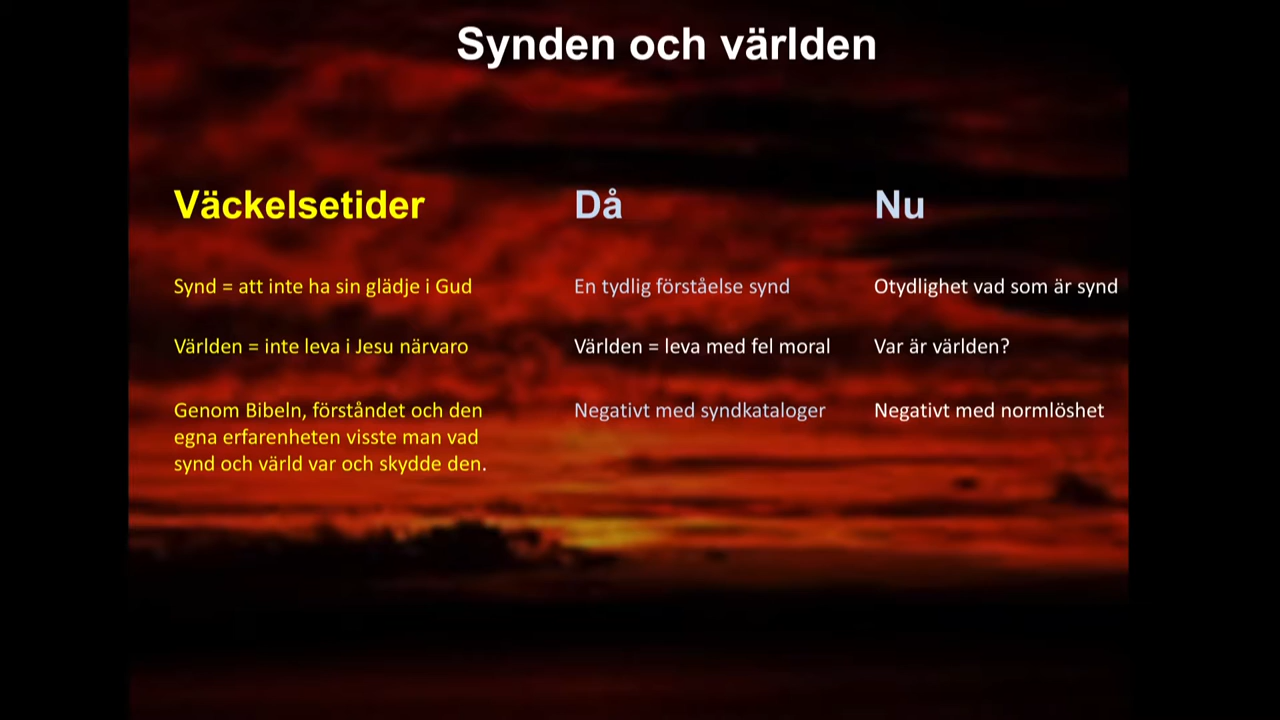 Synden och världen
Väckelsetider
Då
Nu
Synd = att inte ha sin glädje i Gud
En tydlig förståelse synd
Otydlighet vad som är synd
Världen = inte leva i Jesu närvaro
Världen = leva med fel moral
Var är världen?
Genom Bibeln, förståndet och den
egna erfarenheten visste man vad
synd och värld var och skydde den.
Negativt med syndkataloger
Negativt med normlöshet